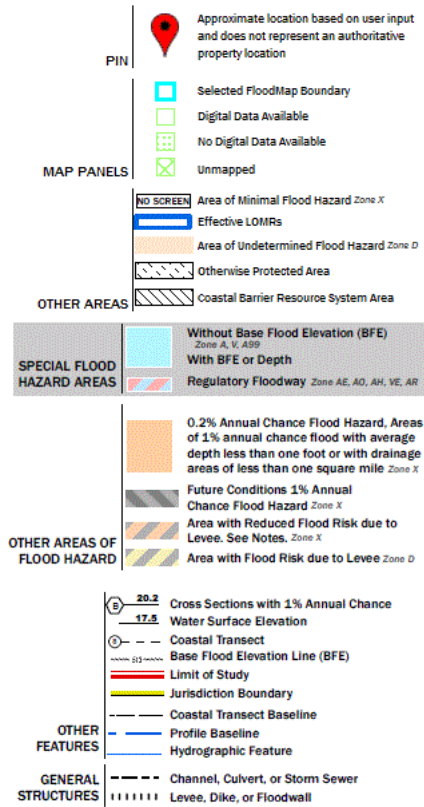 PIN
Approximate location based on user input
and does not represent an authoritative
property location
MAP PANELS
Selected FloodMap Boundary
Digital Data Available
No Digital Data Available
Unmapped
OTHER AREAS
NO SCREEN Area of Minimal Flood Hazard Zone X
Effective LOMRs
Area of Undetermined Flood Hazard Zone D
Otherwise Protected Area
Coastal Barrier Resource System Area
SPECIAL FLOOD
HAZARD AREAS
Without Base Flood Elevation (BFE)
Zone A, V, A99
With BFE or Depth
Regulatory Floodway Zone AE, AO, AH, VE, AR
OTHER AREAS OF
FLOOD HAZARD
0.2% Annual Chance Flood Hazard, Areas
of 1% annual chance flood with average
depth less than one foot or with drainage
areas of less than one square mile Zone X
Future Conditions 1% Annual
Chance Flood Hazard Zone X
Area with Reduced Flood Risk due to
Levee. See Notes. Zone X
Area with Flood Risk due to Levee Zone D
OTHER
FEATURES
B 20.2 Cross Sections with 1% Annual Chance
17.5 Water Surface Elevation
8 Coastal Transect
513 Base Flood Elevation Line (BFE)
Limit of Study
Jurisdiction Boundary
Coastal Transect Baseline
Profile Baseline
Hydrographic Feature
GENERAL
STRUCTURES
Channel, Culvert, or Storm Sewer
Levee, Dike, or Floodwall